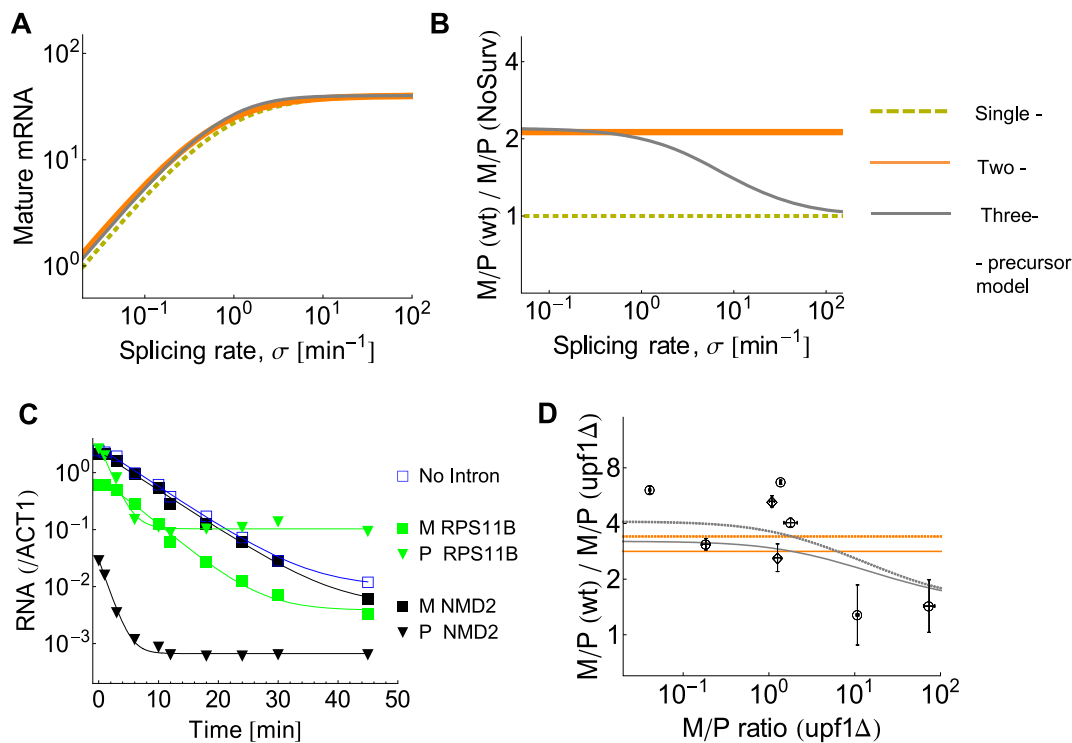 A
Mature mRNA
10²
10¹
10⁰
10⁻¹
10⁰
10¹
10²
Splicing rate, σ [min⁻¹]
B
M/P (wt) / M/P (NoSurv)
4
2
1
10⁻¹
10⁰
10¹
10²
Splicing rate, σ [min⁻¹]
Single -
Two -
Three-
- precursor
model
C
RNA (/ACT1)
10⁰
10⁻¹
10⁻²
10⁻³
0
10
20
30
40
50
Time [min]
No Intron
M RPS11B
P RPS11B
M NMD2
P NMD2
D
M/P (wt) / M/P (upf1Δ)
8
4
2
1
10⁻¹
10⁰
10¹
10²
M/P ratio (upf1Δ)